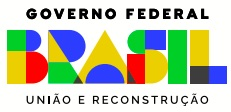 GOVERNO FEDERAL
BRASIL
UNIÃO E RECONSTRUÇÃO